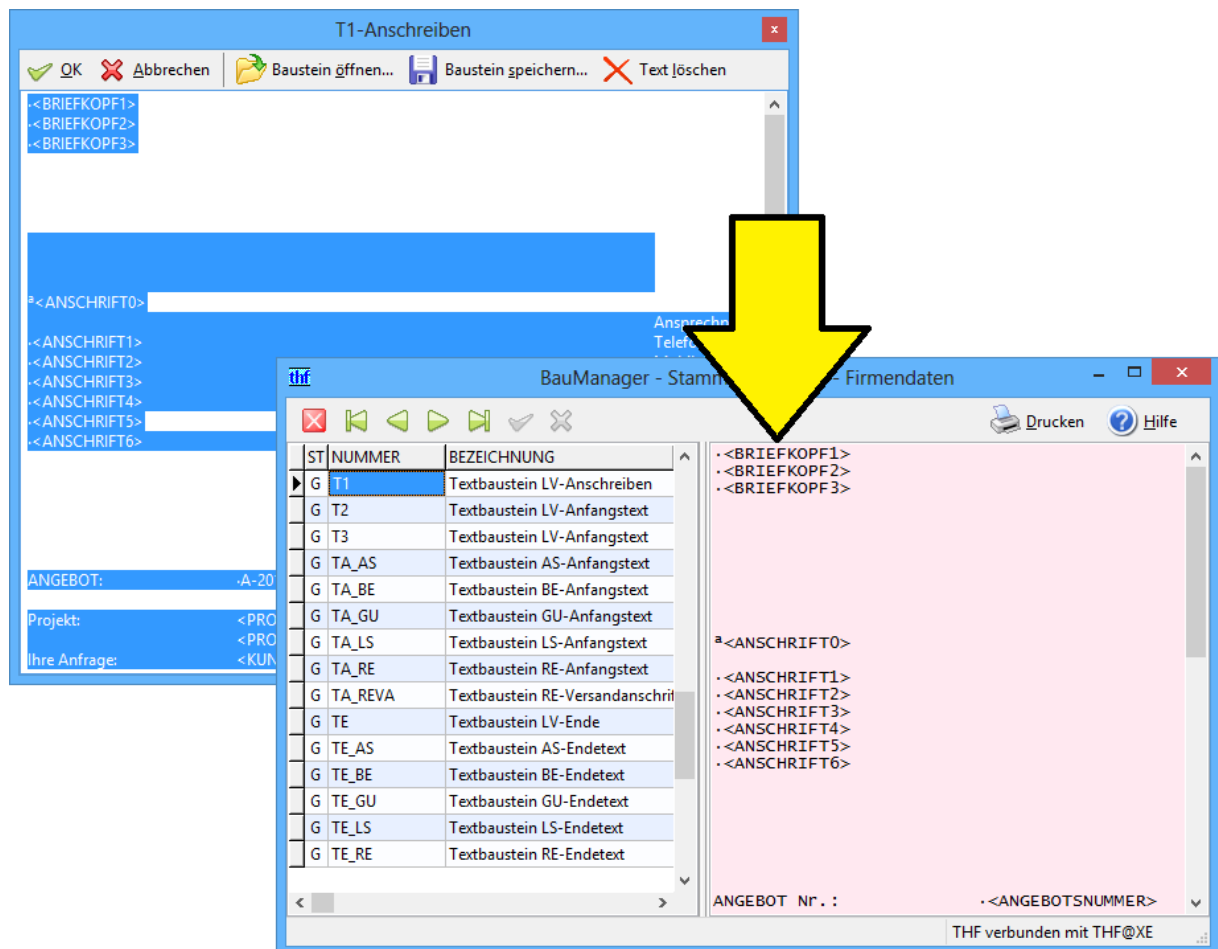 T1-Anschreiben
x
OK Abbrechen Baustein öffnen... Baustein speichern... Text löschen
·<BRIEFKOPF1>
·<BRIEFKOPF2>
·<BRIEFKOPF3>
ª<ANSCHRIFT0>
·<ANSCHRIFT1>
·<ANSCHRIFT2>
·<ANSCHRIFT3>
·<ANSCHRIFT4>
·<ANSCHRIFT5>
·<ANSCHRIFT6>
ANGEBOT:
Projekt:
Ihre Anfrage:
thf BauManager - - Firmendaten
Drucken Hilfe
ST NUMMER BEZEICHNUNG
G T1 Textbaustein LV-Anschreiben
G T2 Textbaustein LV-Anfangstext
G T3 Textbaustein LV-Anfangstext
G TA_AS Textbaustein AS-Anfangstext
G TA_BE Textbaustein BE-Anfangstext
G TA_GU Textbaustein GU-Anfangstext
G TA_LS Textbaustein LS-Anfangstext
G TA_RE Textbaustein RE-Anfangstext
G TA_REVA Textbaustein RE-Versandanschrif
G TE Textbaustein LV-Ende
G TE_AS Textbaustein AS-Endetext
G TE_BE Textbaustein BE-Endetext
G TE_GU Textbaustein GU-Endetext
G TE_LS Textbaustein LS-Endetext
G TE_RE Textbaustein RE-Endetext
·<BRIEFKOPF1>
·<BRIEFKOPF2>
·<BRIEFKOPF3>
ª<ANSCHRIFT0>
·<ANSCHRIFT1>
·<ANSCHRIFT2>
·<ANSCHRIFT3>
·<ANSCHRIFT4>
·<ANSCHRIFT5>
·<ANSCHRIFT6>
ANGEBOT Nr.: ·<ANGEBOTSNUMMER>
THF verbunden mit THF@XE